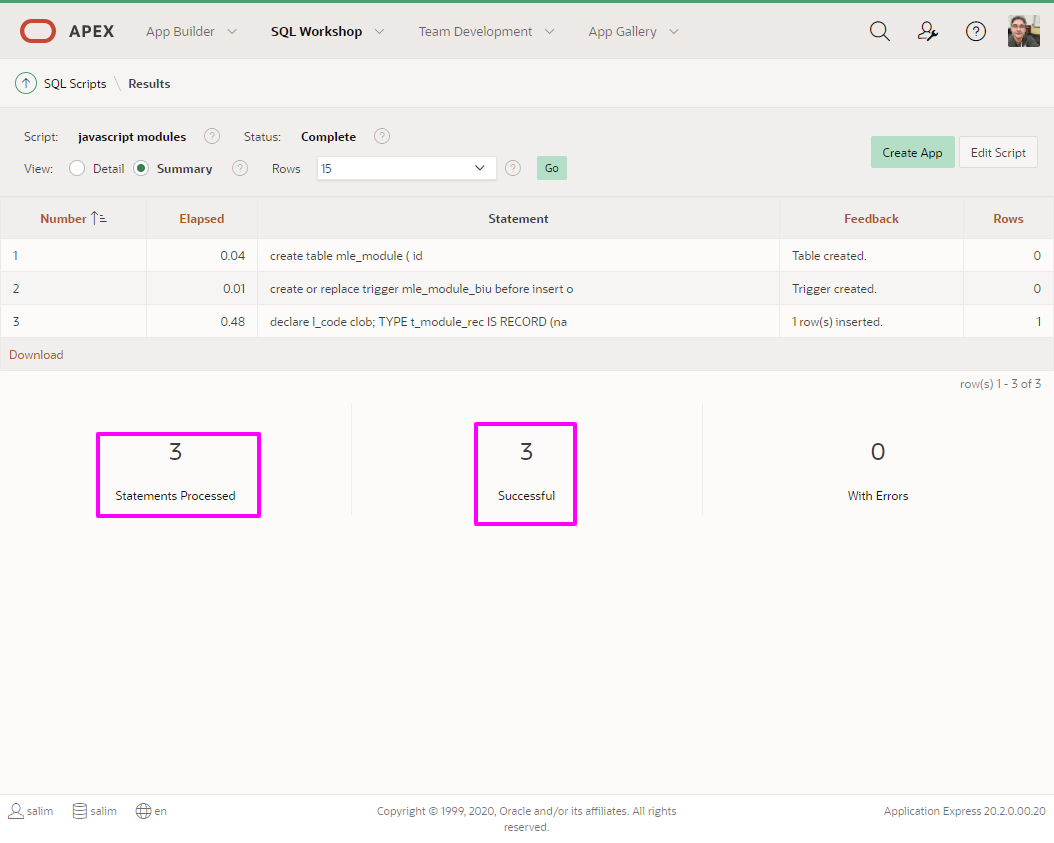 APEX App Builder SQL Workshop Team Development App Gallery
SQL Scripts \ Results
Script: javascript modules ? Status: Complete ?
Create App Edit Script
View: Detail Summary ? Rows 15 ? Go
Number Elapsed Statement Feedback Rows
1 0.04 create table mle_module ( id Table created. 0
2 0.01 create or replace trigger mle_module_biu before insert o Trigger created. 0
3 0.48 declare l_code clob; TYPE t_module_rec IS RECORD (na 1 row(s) inserted. 1
Download
row(s) 1 - 3 of 3
3 3 0
Statements Processed Successful With Errors
salim salim en Copyright © 1999, 2020, Oracle and/or its affiliates. All rights Application Express 20.2.0.00.20
reserved.